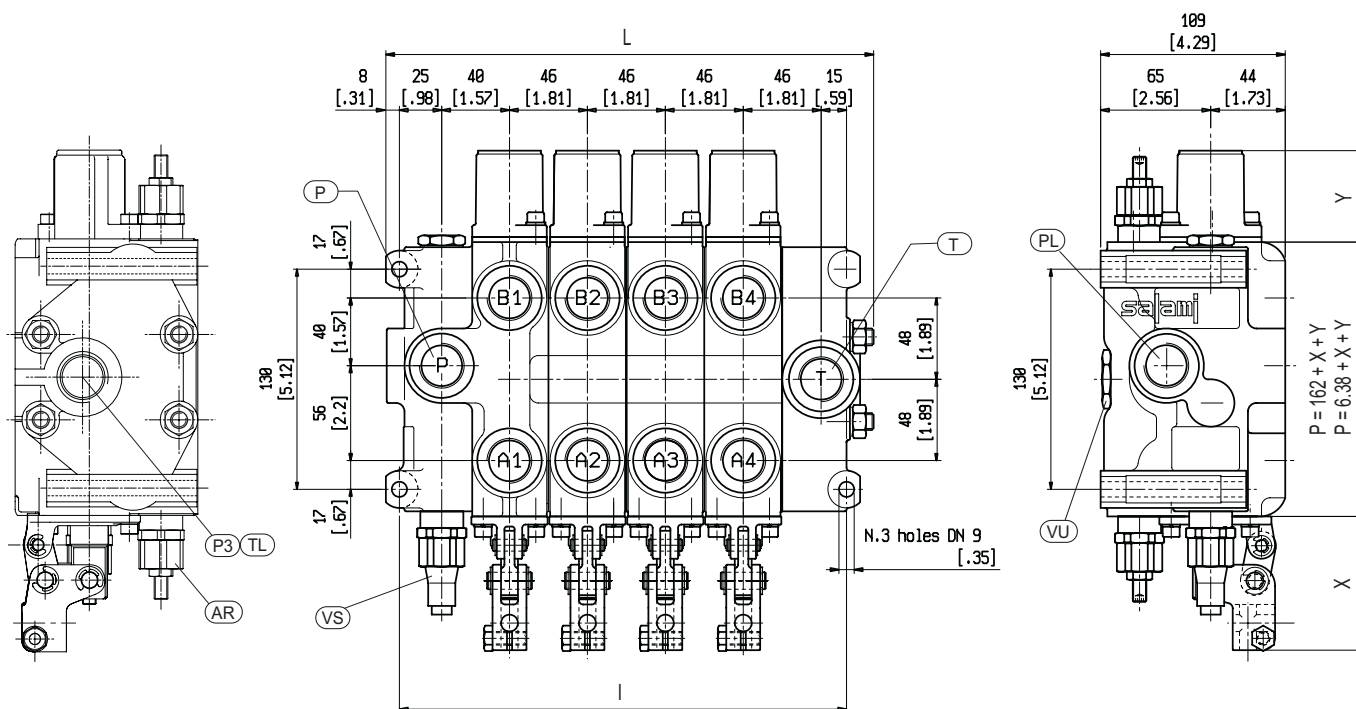 L
8
[.31]
25
[.98]
40
[1.57]
46
[1.81]
46
[1.81]
46
[1.81]
46
[1.81]
15
[.59]
109
[4.29]
65
[2.56]
44
[1.73]
P
T
PL
17
[.67]
40
[1.57]
130
[5.12]
56
[2.2]
17
[.67]
B1
B2
B3
B4
P
T
A1
A2
A3
A4
48
[1.89]
48
[1.89]
N.3 holes DN 9
[.35]
P3
TL
AR
VS
I
salami
130
[5.12]
VU
Y
P = 162 + X + Y
P = 6.38 + X + Y
X